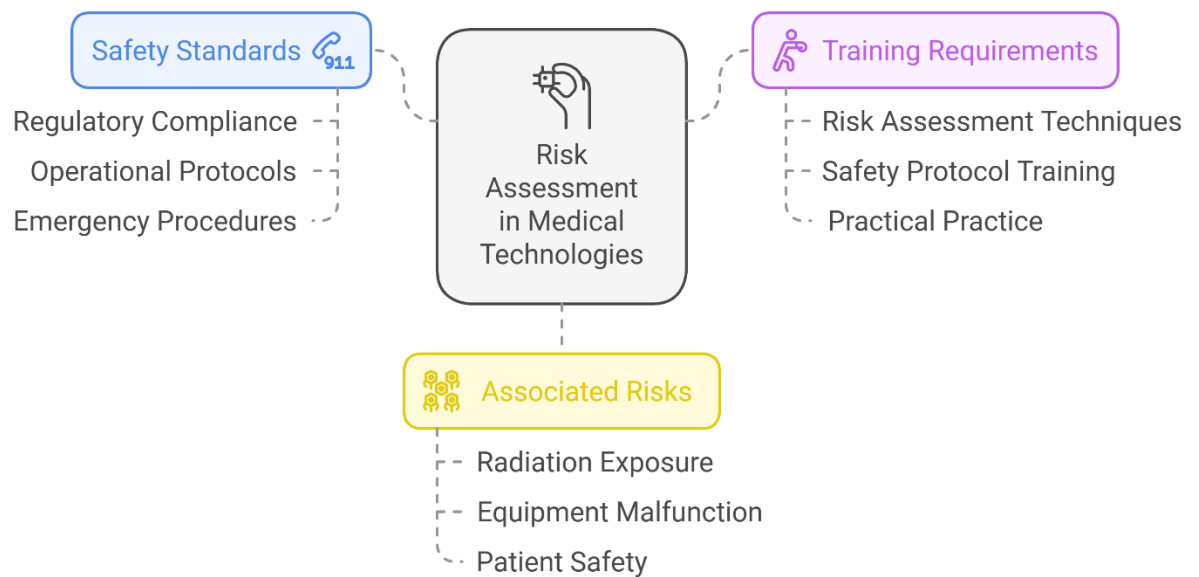 Safety Standards
911
Regulatory Compliance
Operational Protocols
Emergency Procedures
Risk
Assessment
in Medical
Technologies
Training Requirements
Risk Assessment Techniques
Safety Protocol Training
Practical Practice
Associated Risks
Radiation Exposure
Equipment Malfunction
Patient Safety